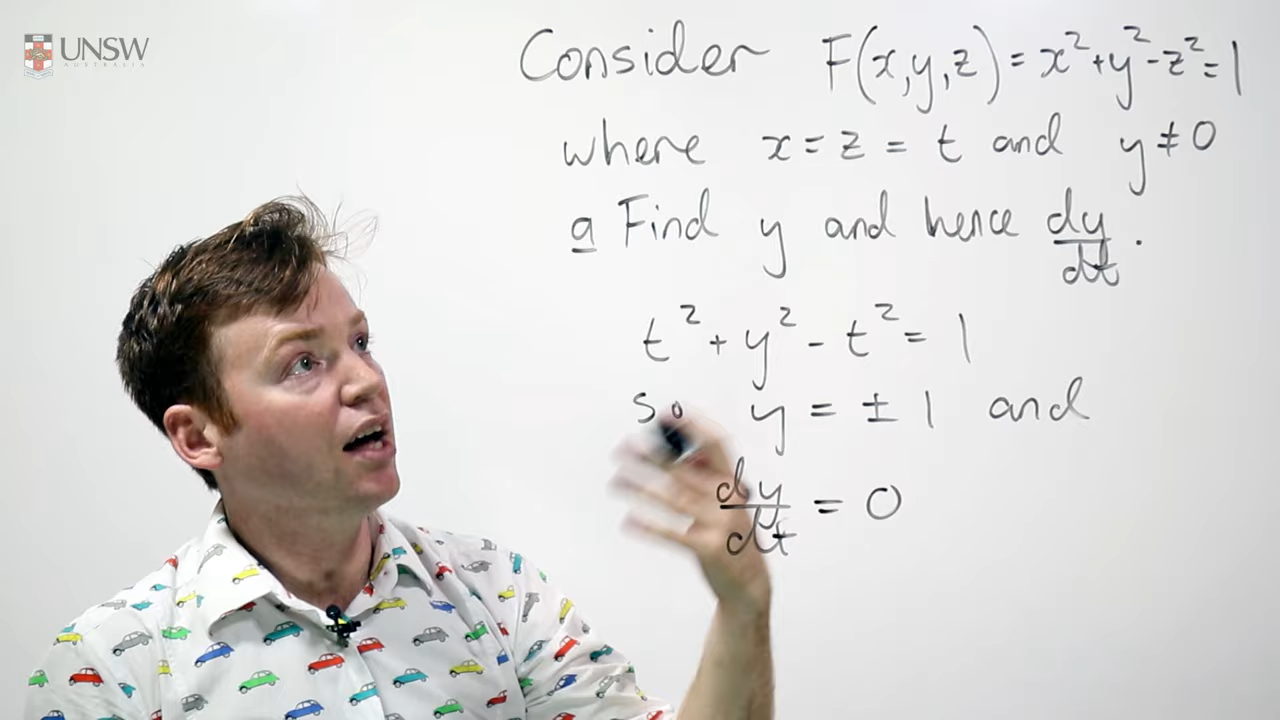 UNSW
AUSTRALIA
Consider F(x,y,z)=x²+y²-z²=1
where x=z=t and y≠0
a Find y and hence dy/dt.
t²+y²-t²=1
so y=±1 and
dy/dt=0